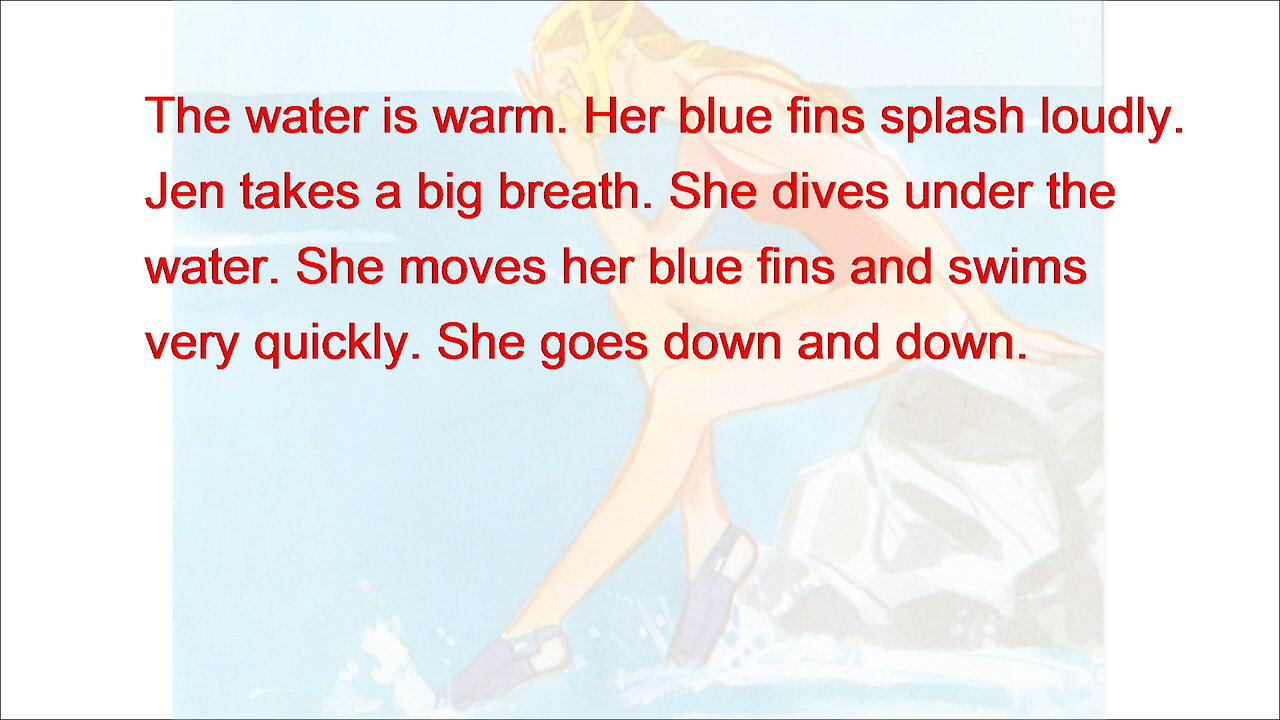 The water is warm. Her blue fins splash loudly.
Jen takes a big breath. She dives under the
water. She moves her blue fins and swims
very quickly. She goes down and down.